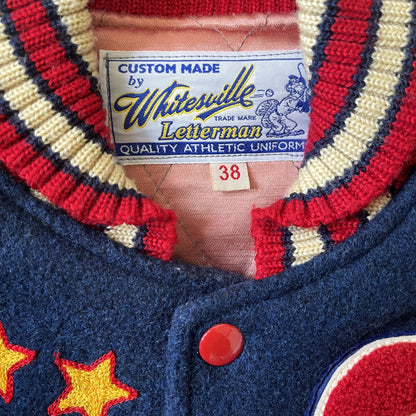 CUSTOM MADE
by
Whitesville
TRADE MARK
Letterman
QUALITY ATHLETIC UNIFORM
38